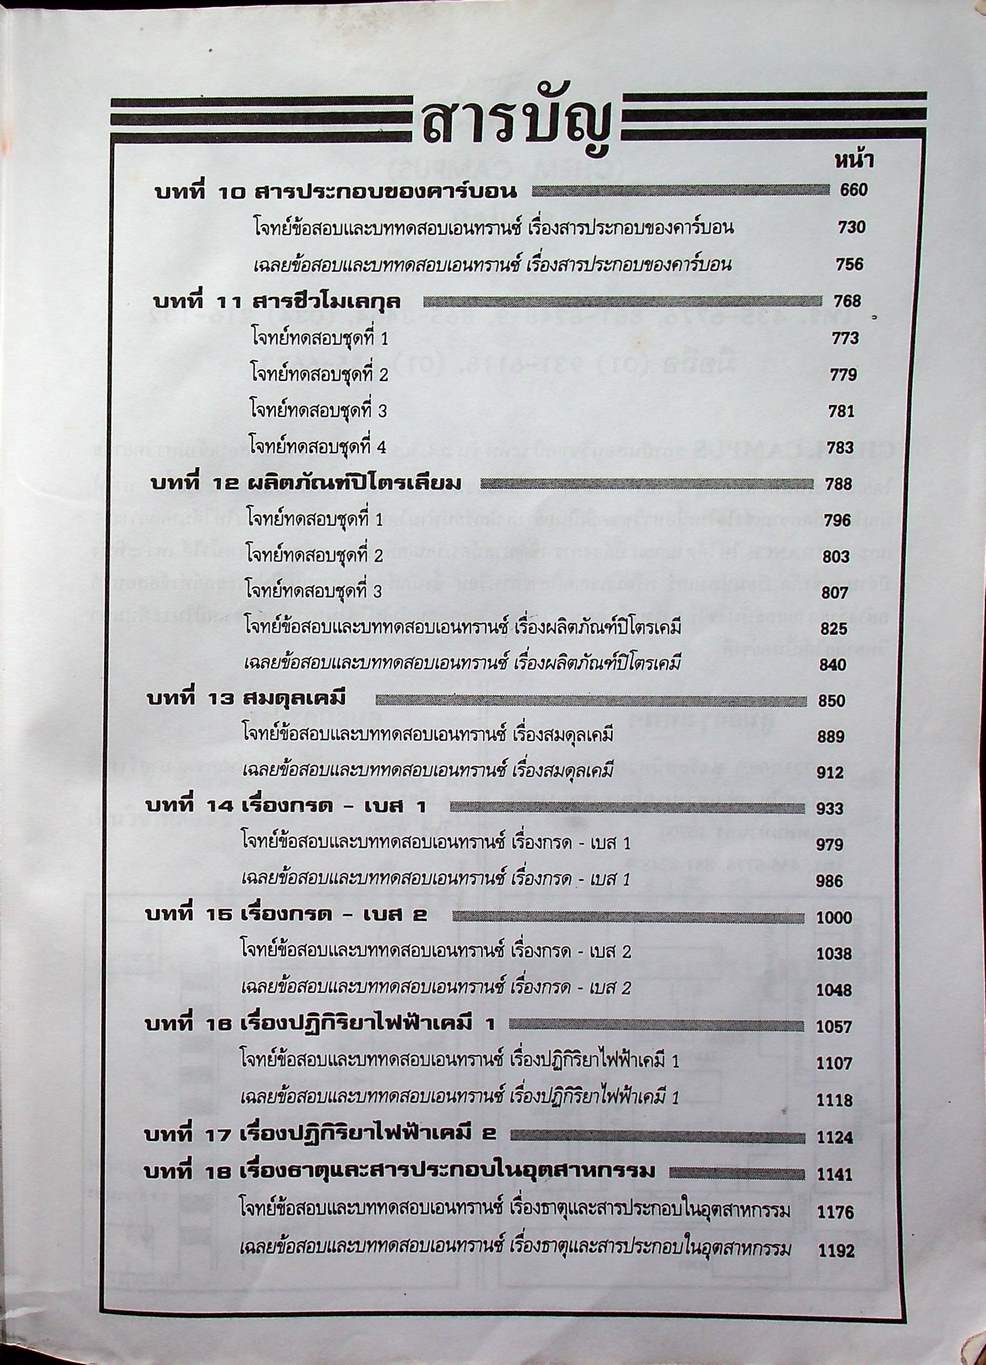 สารบัญ
หน้า
บทที่ 10 สารประกอบของคาร์บอน 660
โจทย์ข้อสอบและบททดสอบเอนทรานซ์ เรื่องสารประกอบของคาร์บอน 730
เฉลยข้อสอบและบททดสอบเอนทรานซ์ เรื่องสารประกอบของคาร์บอน 756
บทที่ 11 สารชีวโมเลกุล 768
โจทย์ทดสอบชุดที่ 1 773
โจทย์ทดสอบชุดที่ 2 779
โจทย์ทดสอบชุดที่ 3 781
โจทย์ทดสอบชุดที่ 4 783
บทที่ 12 ผลิตภัณฑ์ปิโตรเลียม 788
โจทย์ทดสอบชุดที่ 1 796
โจทย์ทดสอบชุดที่ 2 803
โจทย์ทดสอบชุดที่ 3 807
โจทย์ข้อสอบและบททดสอบเอนทรานซ์ เรื่องผลิตภัณฑ์ปิโตรเคมี 825
เฉลยข้อสอบและบททดสอบเอนทรานซ์ เรื่องผลิตภัณฑ์ปิโตรเคมี 840
บทที่ 13 สมดุลเคมี 850
โจทย์ข้อสอบและบททดสอบเอนทรานซ์ เรื่องสมดุลเคมี 889
เฉลยข้อสอบและบททดสอบเอนทรานซ์ เรื่องสมดุลเคมี 912
บทที่ 14 เรื่องกรด - เบส 1 933
โจทย์ข้อสอบและบททดสอบเอนทรานซ์ เรื่องกรด - เบส 1 979
เฉลยข้อสอบและบททดสอบเอนทรานซ์ เรื่องกรด - เบส 1 986
บทที่ 15 เรื่องกรด - เบส 2 1000
โจทย์ข้อสอบและบททดสอบเอนทรานซ์ เรื่องกรด - เบส 2 1038
เฉลยข้อสอบและบททดสอบเอนทรานซ์ เรื่องกรด - เบส 2 1048
บทที่ 16 เรื่องปฏิกิริยาไฟฟ้าเคมี 1 1057
โจทย์ข้อสอบและบททดสอบเอนทรานซ์ เรื่องปฏิกิริยาไฟฟ้าเคมี 1 1107
เฉลยข้อสอบและบททดสอบเอนทรานซ์ เรื่องปฏิกิริยาไฟฟ้าเคมี 1 1118
บทที่ 17 เรื่องปฏิกิริยาไฟฟ้าเคมี 2 1124
บทที่ 18 เรื่องธาตุและสารประกอบในอุตสาหกรรม 1141
โจทย์ข้อสอบและบททดสอบเอนทรานซ์ เรื่องธาตุและสารประกอบในอุตสาหกรรม 1176
เฉลยข้อสอบและบททดสอบเอนทรานซ์ เรื่องธาตุและสารประกอบในอุตสาหกรรม 1192